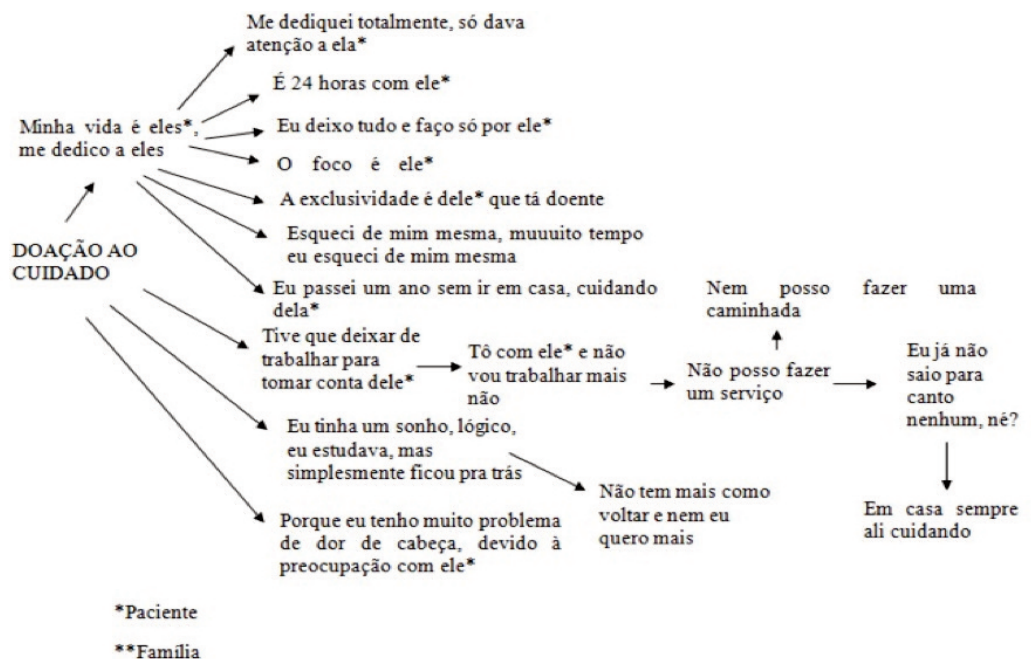 Me dediquei totalmente, só dava
atenção a ela*
É 24 horas com ele*
Minha vida é eles*,
me dedico a eles
Eu deixo tudo e faço só por ele*
O foco é ele*
A exclusividade é dele* que tá doente
Esqueci de mim mesma, muuuito tempo
eu esqueci de mim mesma
DOAÇÃO AO
CUIDADO
Eu passei um ano sem ir em casa, cuidando
dela*
Nem posso fazer uma
caminhada
Tive que deixar de
trabalhar para
tomar conta dele*
Tô com ele* e não
vou trabalhar mais
não
Não posso fazer
um serviço
Eu já não
saio para
canto
nenhum, né?
Em casa sempre
ali cuidando
Eu tinha um sonho, lógico,
eu estudava, mas
simplesmente ficou pra trás
Não tem mais como
voltar e nem eu
quero mais
Porque eu tenho muito problema
de dor de cabeça, devido à
preocupação com ele*
*Paciente
**Família